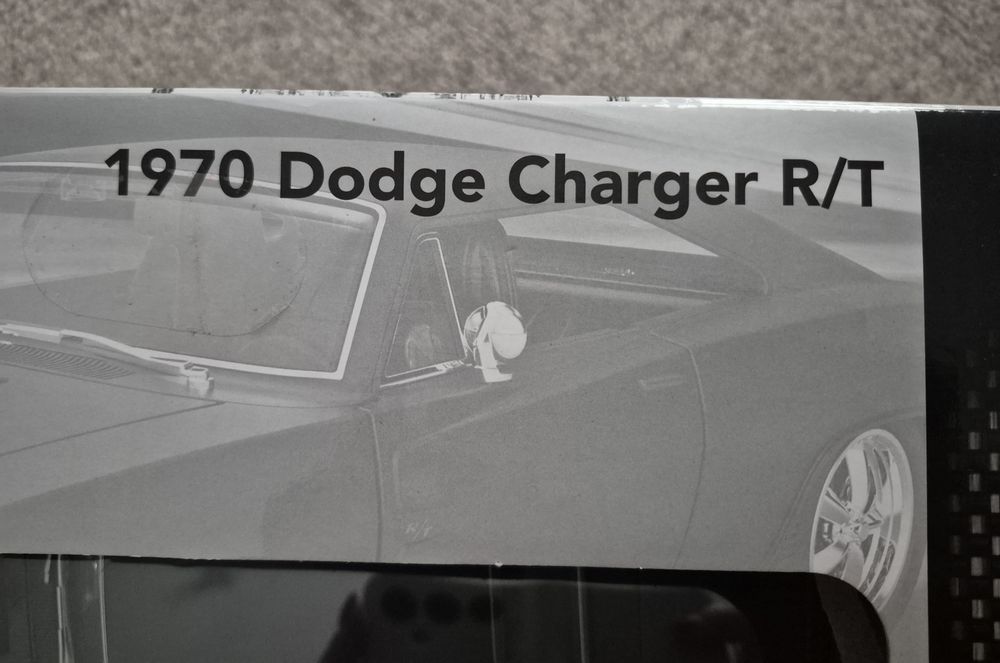 1970 Dodge Charger R/T
R/T